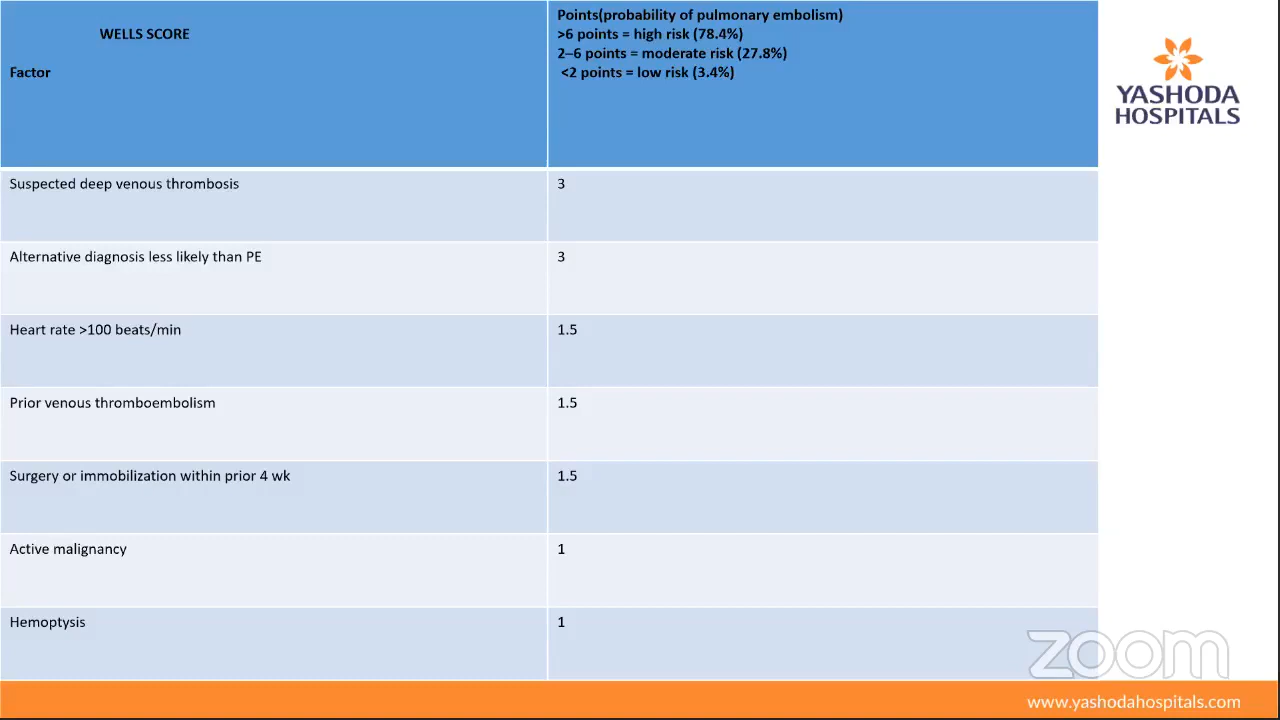 WELLS SCORE
Factor
Points(probability of pulmonary embolism)
>6 points = high risk (78.4%)
2–6 points = moderate risk (27.8%)
<2 points = low risk (3.4%)
YASHODA
HOSPITALS
Suspected deep venous thrombosis 3
Alternative diagnosis less likely than PE 3
Heart rate >100 beats/min 1.5
Prior venous thromboembolism 1.5
Surgery or immobilization within prior 4 wk 1.5
Active malignancy 1
Hemoptysis 1
zoom
www.yashodahospitals.com